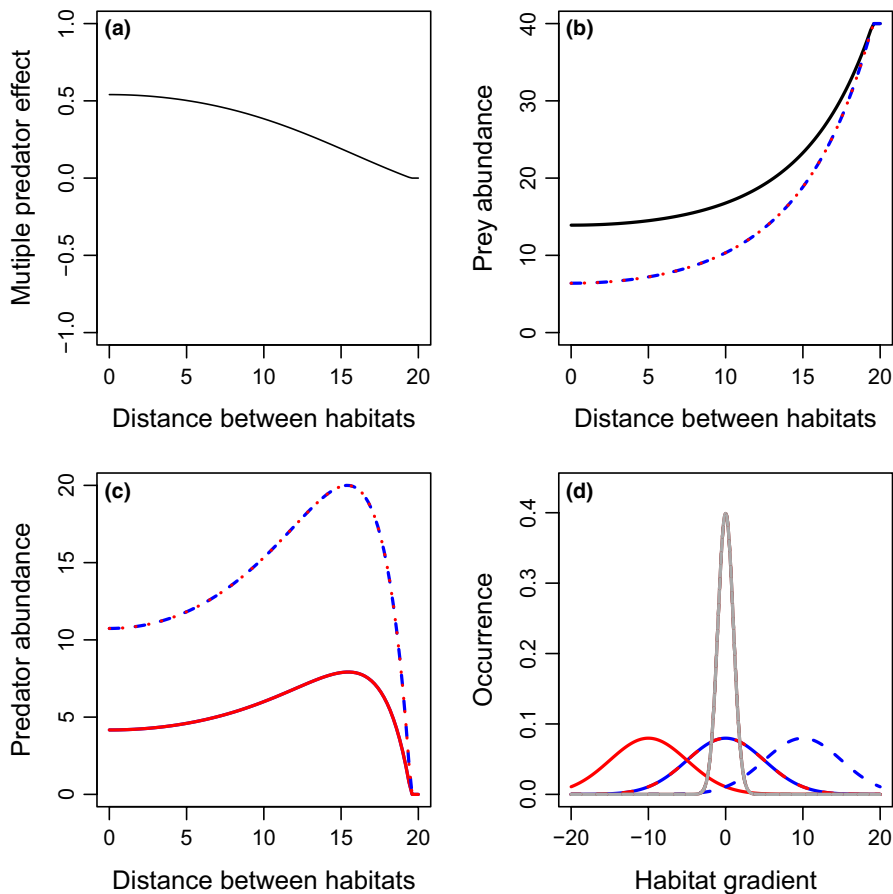 (a)
Mutiple predator effect
1.0
0.5
0.0
−0.5
−1.0
0 5 10 15 20
Distance between habitats
(b)
Prey abundance
40
30
20
10
0
0 5 10 15 20
Distance between habitats
(c)
Predator abundance
20
15
10
5
0
0 5 10 15 20
Distance between habitats
(d)
Occurrence
0.4
0.3
0.2
0.1
0.0
−20 −10 0 10 20
Habitat gradient